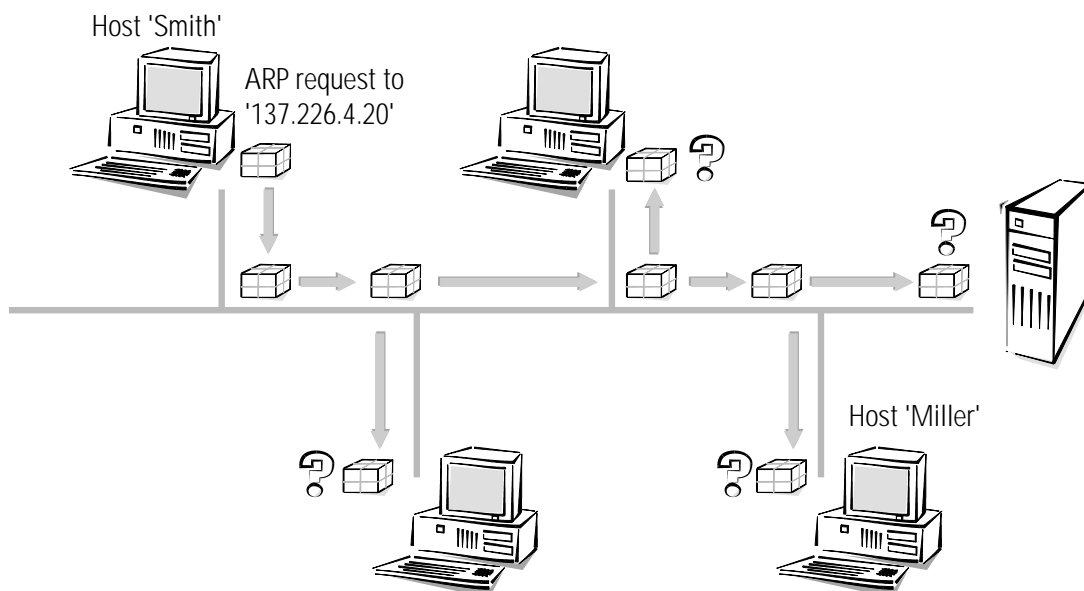 Host 'Smith'
ARP request to
'137.226.4.20'
?
?
?
?
Host 'Miller'